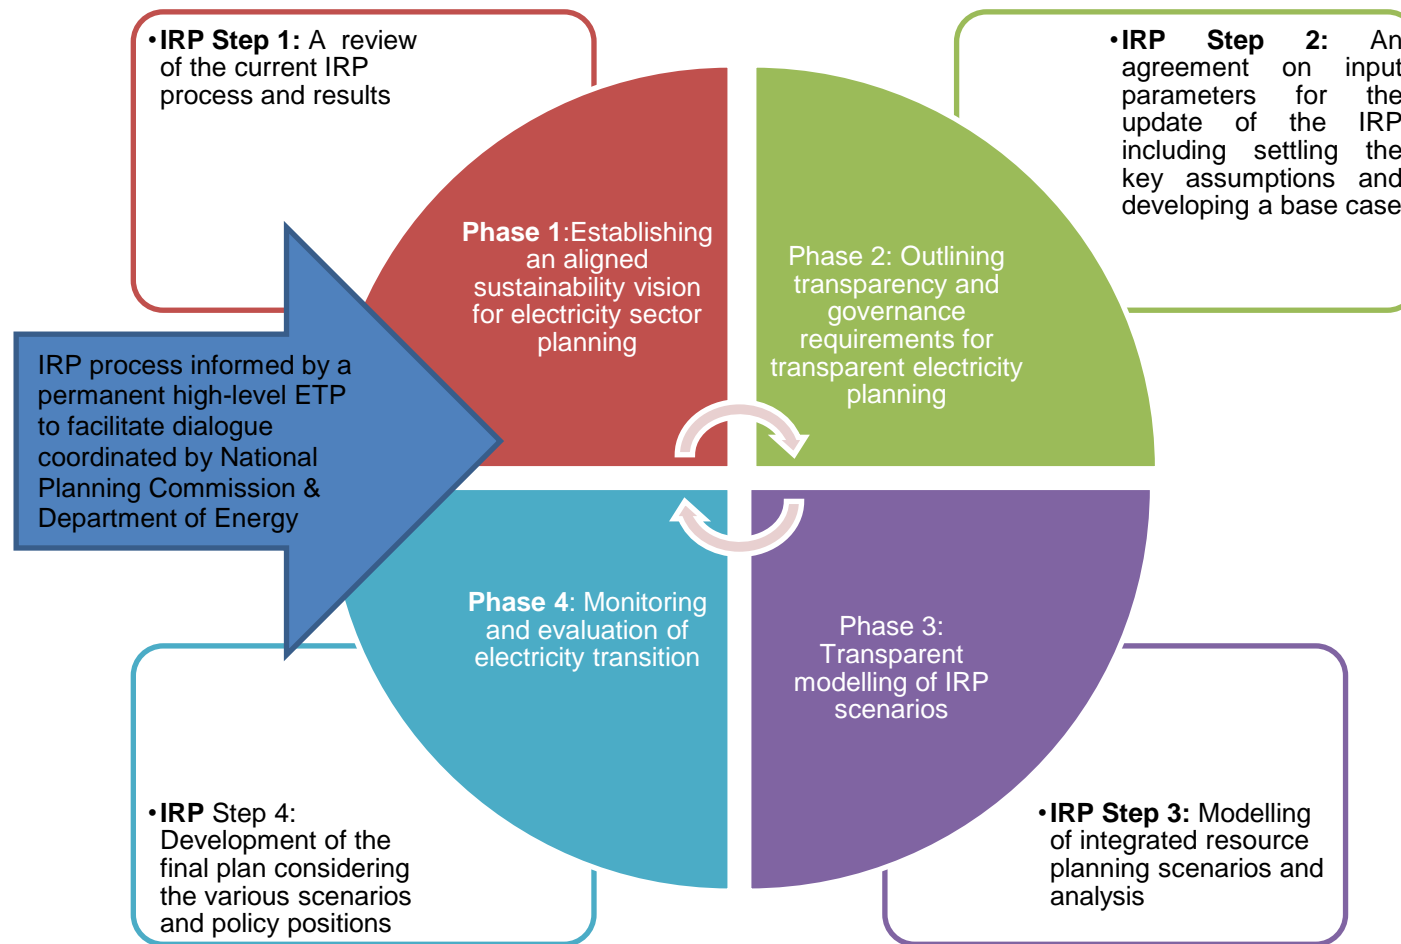 •IRP Step 1: A review
of the current IRP
process and results
•IRP Step 2: An
agreement on input
parameters for the
update of the IRP
including settling the
key assumptions and
developing a base case
Phase 1:Establishing
an aligned
sustainability vision
for electricity sector
planning
Phase 2: Outlining
transparency and
governance
requirements for
transparent electricity
planning
IRP process informed by a
permanent high-level ETP
to facilitate dialogue
coordinated by National
Planning Commission &
Department of Energy
Phase 4: Monitoring
and evaluation of
electricity transition
Phase 3:
Transparent
modelling of IRP
scenarios
•IRP Step 4:
Development of the
final plan considering
the various scenarios
and policy positions
•IRP Step 3: Modelling
of integrated resource
planning scenarios and
analysis